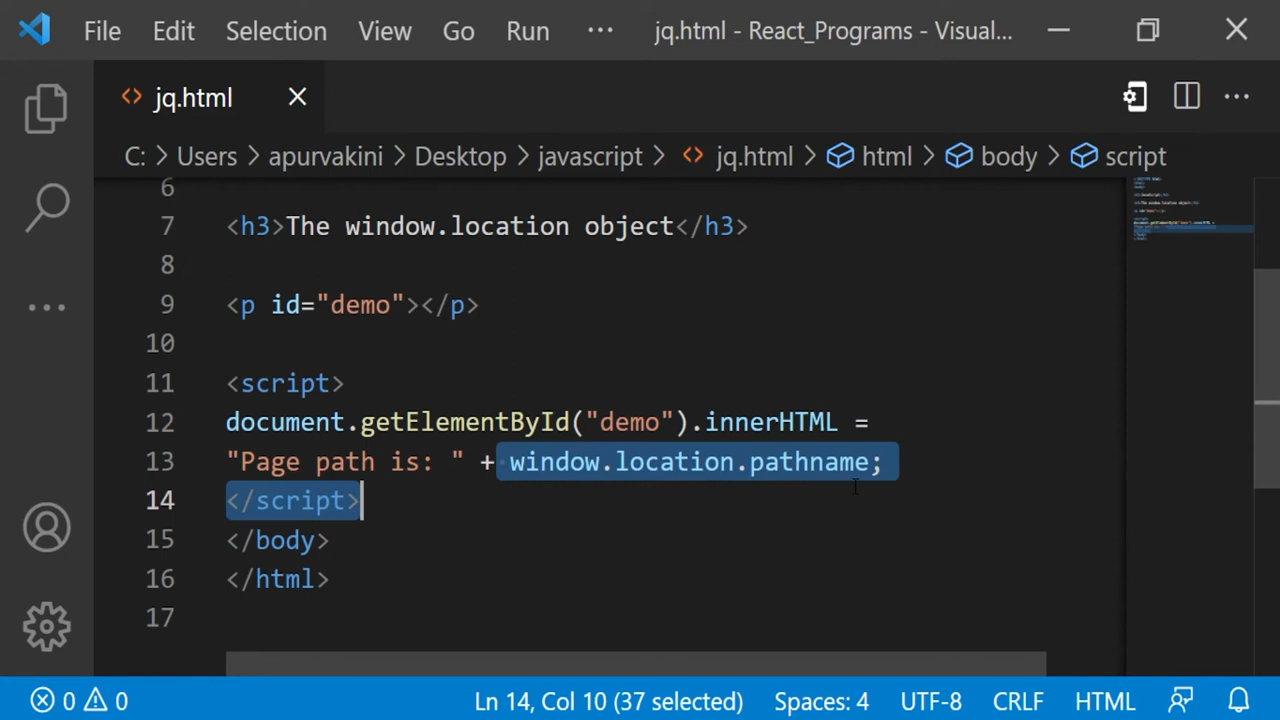 File Edit Selection View Go Run ··· jq.html - React_Programs - Visual...
jq.html
C: > Users > apurvakini > Desktop > javascript > jq.html > html > body > script
6
7 <h3>The window.location object</h3>
8
9 <p id="demo"></p>
10
11 <script>
12 document.getElementById("demo").innerHTML =
13 "Page path is: " + window.location.pathname;
14 </script>
15 </body>
16 </html>
17
0 0 Ln 14, Col 10 (37 selected) Spaces: 4 UTF-8 CRLF HTML